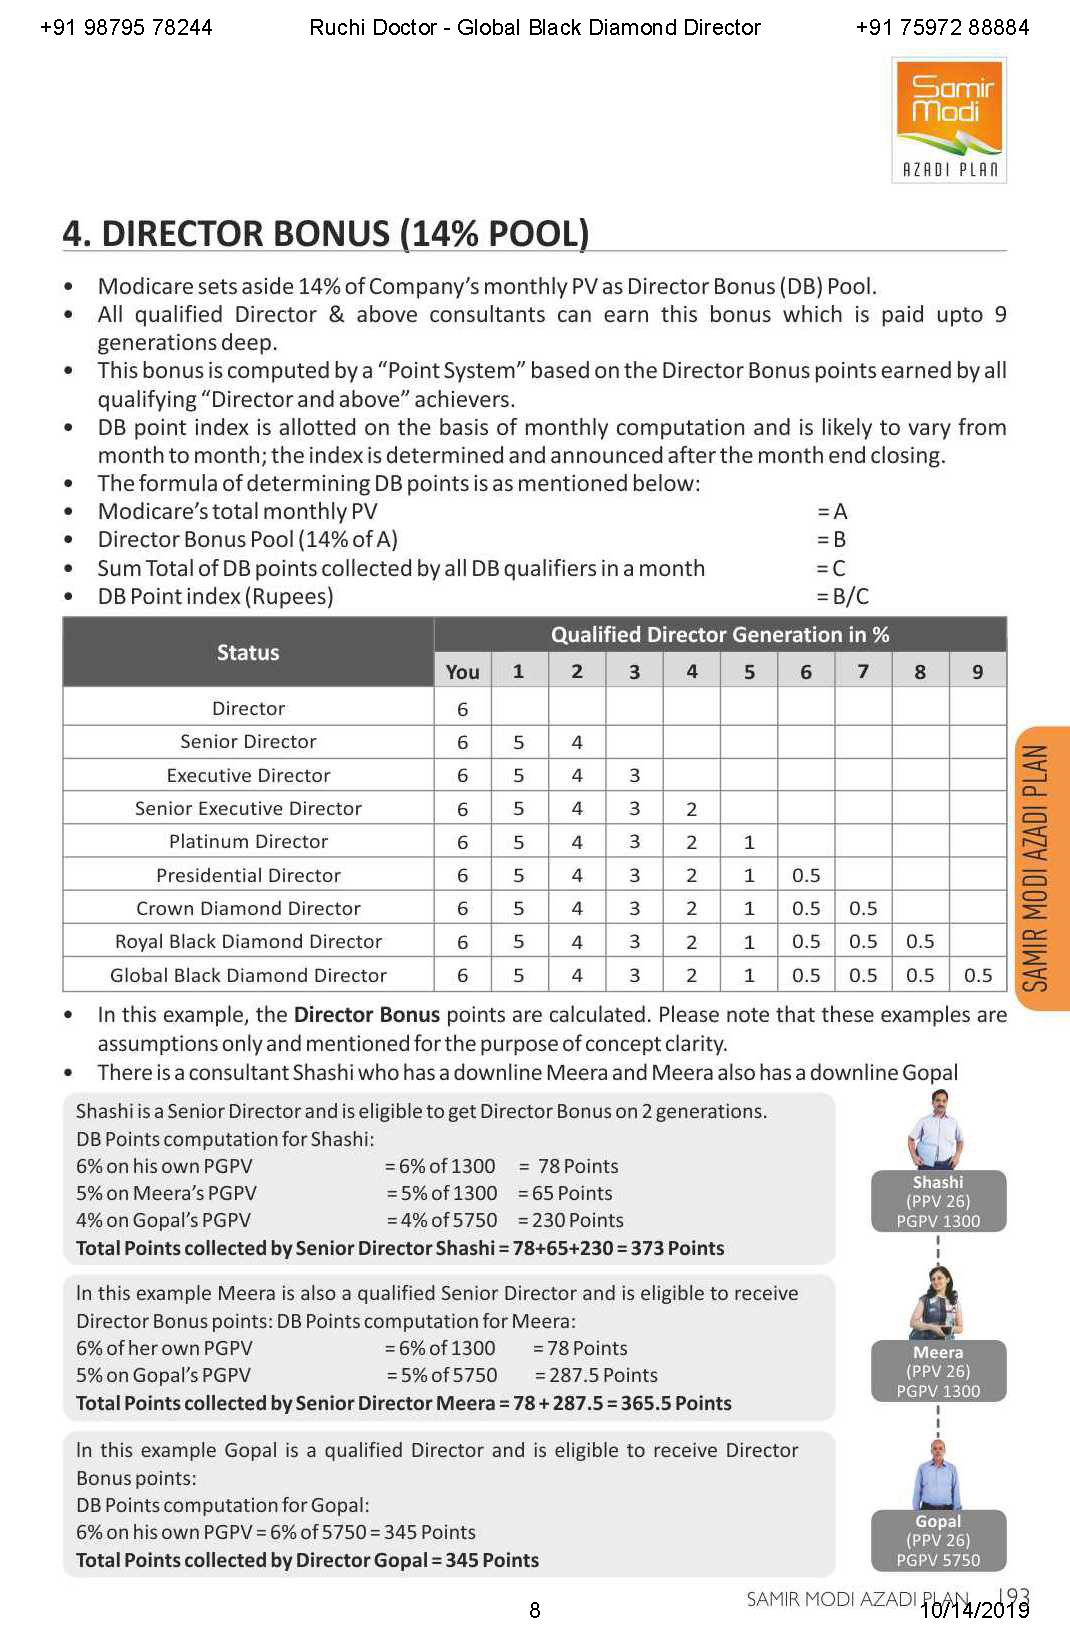 +91 98795 78244 Ruchi Doctor - Global Black Diamond Director +91 75972 88884
Samir
Modi
AZADI PLAN
4. DIRECTOR BONUS (14% POOL)
• Modicare sets aside 14% of Company’s monthly PV as Director Bonus (DB) Pool.
• All qualified Director & above consultants can earn this bonus which is paid upto 9
generations deep.
• This bonus is computed by a “Point System” based on the Director Bonus points earned by all
qualifying “Director and above” achievers.
• DB point index is allotted on the basis of monthly computation and is likely to vary from
month to month; the index is determined and announced after the month end closing.
• The formula of determining DB points is as mentioned below:
• Modicare’s total monthly PV = A
• Director Bonus Pool (14% of A) = B
• Sum Total of DB points collected by all DB qualifiers in a month = C
• DB Point index (Rupees) = B/C
Status Qualified Director Generation in %
You 1 2 3 4 5 6 7 8 9
Director 6
Senior Director 6 5 4
Executive Director 6 5 4 3
Senior Executive Director 6 5 4 3 2
Platinum Director 6 5 4 3 2 1
Presidential Director 6 5 4 3 2 1 0.5
Crown Diamond Director 6 5 4 3 2 1 0.5 0.5
Royal Black Diamond Director 6 5 4 3 2 1 0.5 0.5 0.5
Global Black Diamond Director 6 5 4 3 2 1 0.5 0.5 0.5 0.5
SAMIR MODI AZADI PLAN
• In this example, the Director Bonus points are calculated. Please note that these examples are
assumptions only and mentioned for the purpose of concept clarity.
• There is a consultant Shashi who has a downline Meera and Meera also has a downline Gopal
Shashi is a Senior Director and is eligible to get Director Bonus on 2 generations.
DB Points computation for Shashi:
6% on his own PGPV = 6% of 1300 = 78 Points
5% on Meera’s PGPV = 5% of 1300 = 65 Points
4% on Gopal’s PGPV = 4% of 5750 = 230 Points
Total Points collected by Senior Director Shashi = 78+65+230 = 373 Points
Shashi
(PPV 26)
PGPV 1300
In this example Meera is also a qualified Senior Director and is eligible to receive
Director Bonus points: DB Points computation for Meera:
6% of her own PGPV = 6% of 1300 = 78 Points
5% on Gopal’s PGPV = 5% of 5750 = 287.5 Points
Total Points collected by Senior Director Meera = 78 + 287.5 = 365.5 Points
Meera
(PPV 26)
PGPV 1300
In this example Gopal is a qualified Director and is eligible to receive Director
Bonus points:
DB Points computation for Gopal:
6% on his own PGPV = 6% of 5750 = 345 Points
Total Points collected by Director Gopal = 345 Points
Gopal
(PPV 26)
PGPV 5750
SAMIR MODI AZADI PLAN 193
8 10/14/2019